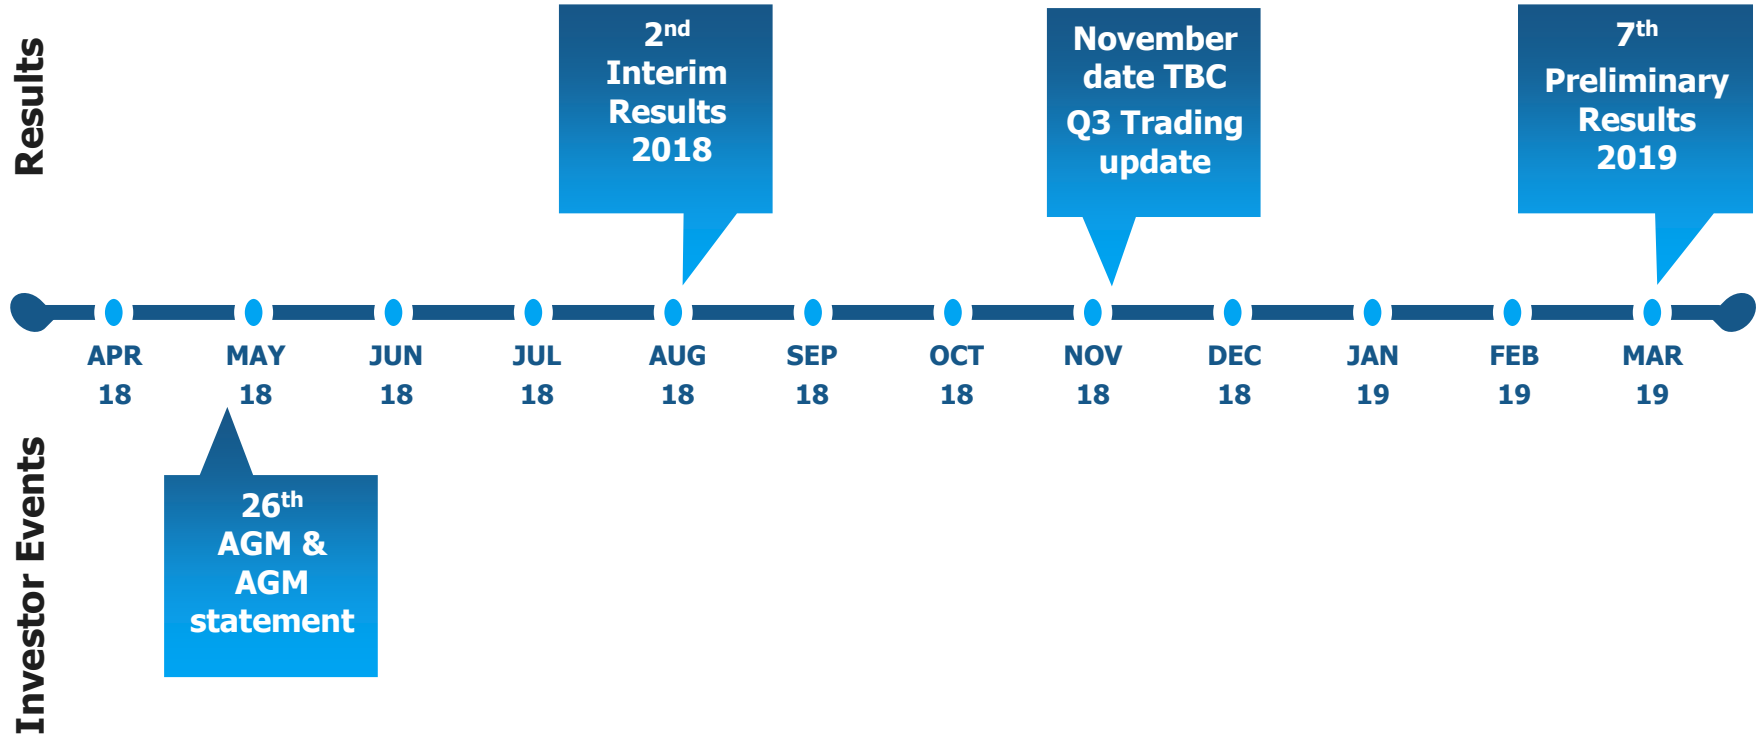 Results
2nd
Interim
Results
2018
November
date TBC
Q3 Trading
update
7th
Preliminary
Results
2019
APR MAY JUN JUL AUG SEP OCT NOV DEC JAN FEB MAR
18 18 18 18 18 18 18 18 18 19 19 19
Investor Events
26th
AGM &
AGM
statement